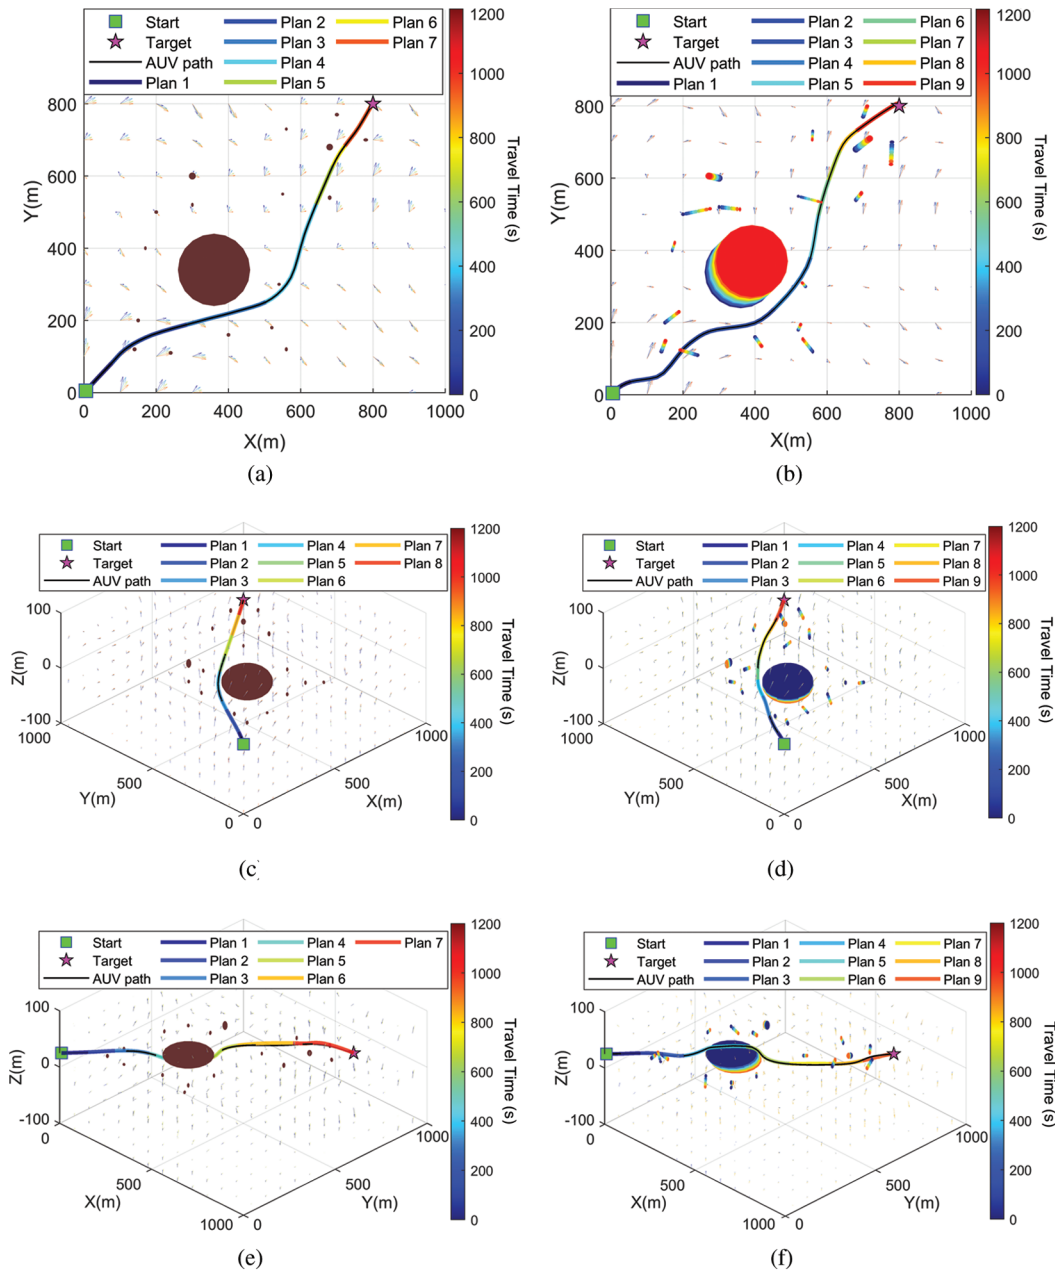 Start Plan 2 Plan 6
Target Plan 3 Plan 7
AUV path Plan 4
Plan 1 Plan 5
800
600
400
200
0
0 200 400 600 800 1000
Y(m)
X(m)
1200
1000
800
600
400
200
0
Travel Time (s)
(a)
Start Plan 2 Plan 6
Target Plan 3 Plan 7
AUV path Plan 4 Plan 8
Plan 1 Plan 5 Plan 9
800
600
400
200
0
0 200 400 600 800 1000
Y(m)
X(m)
1200
1000
800
600
400
200
0
Travel Time (s)
(b)
Start Plan 1 Plan 4 Plan 7
Target Plan 2 Plan 5 Plan 8
AUV path Plan 3 Plan 6
100
0
-100
Z(m)
1000
500
0
Y(m)
0
500
1000
X(m)
1200
1000
800
600
400
200
0
Travel Time (s)
(c)
Start Plan 1 Plan 4 Plan 7
Target Plan 2 Plan 5 Plan 8
AUV path Plan 3 Plan 6 Plan 9
100
0
-100
Z(m)
1000
500
0
Y(m)
0
500
1000
X(m)
1200
1000
800
600
400
200
0
Travel Time (s)
(d)
Start Plan 1 Plan 4 Plan 7
Target Plan 2 Plan 5
AUV path Plan 3 Plan 6
100
0
-100
Z(m)
0
500
1000
X(m)
0
500
1000
Y(m)
1200
1000
800
600
400
200
0
Travel Time (s)
(e)
Start Plan 1 Plan 4 Plan 7
Target Plan 2 Plan 5 Plan 8
AUV path Plan 3 Plan 6 Plan 9
100
0
-100
Z(m)
0
500
1000
X(m)
0
500
1000
Y(m)
1200
1000
800
600
400
200
0
Travel Time (s)
(f)